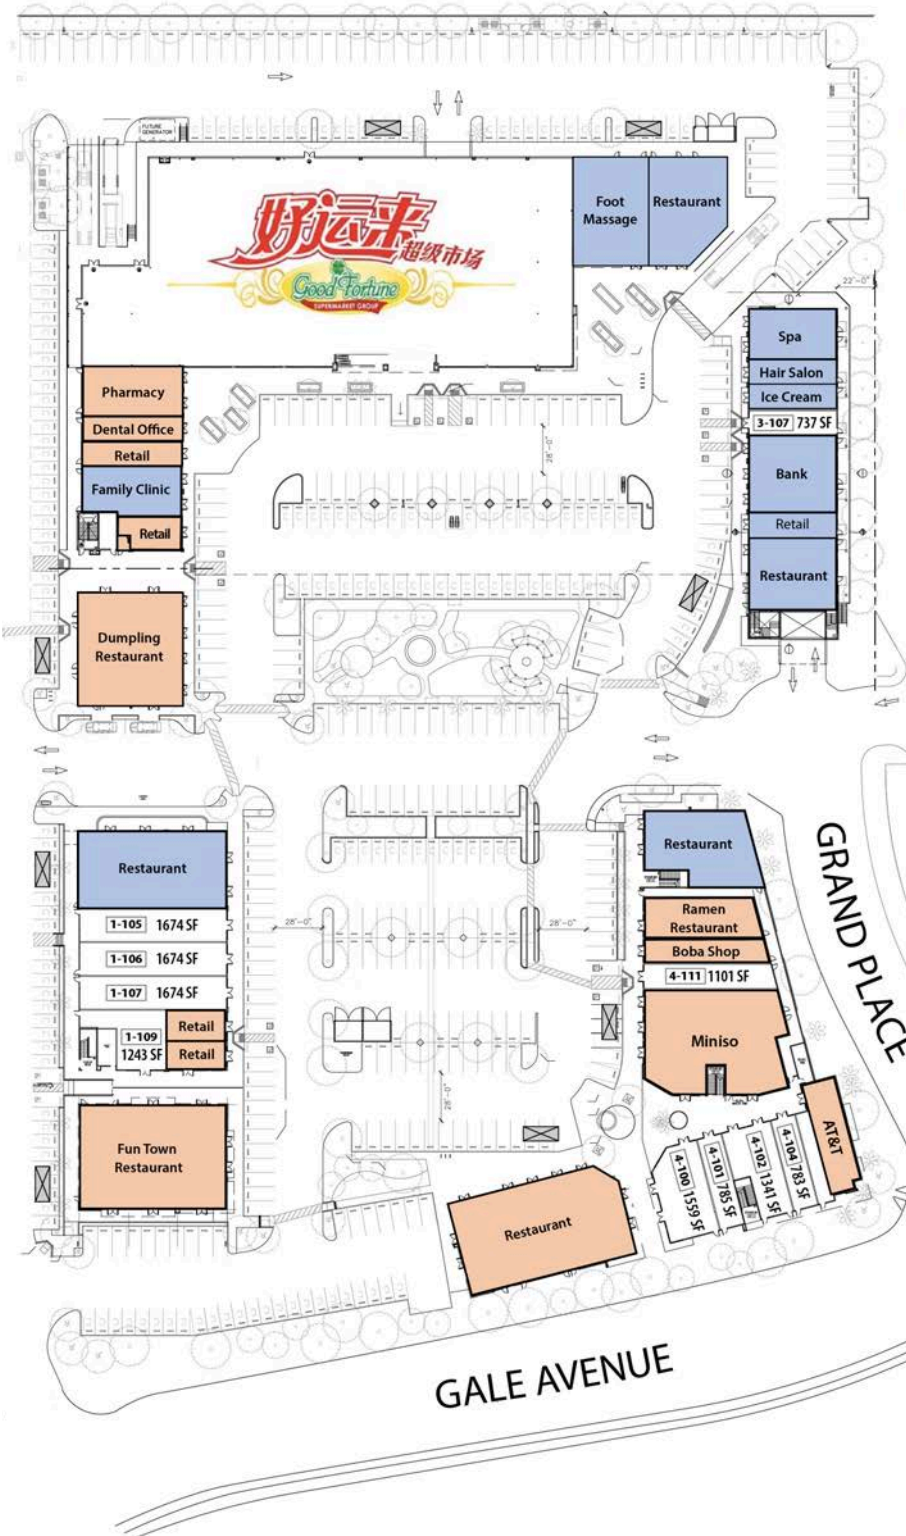 FUTURE
GENERATOR
好运来
超级市场
Good Fortune
SUPERMARKET GROUP
Foot
Massage
Restaurant
22'-0"
Spa
Hair Salon
Ice Cream
3-107 737 SF
Bank
Retail
Restaurant
Pharmacy
Dental Office
Retail
Family Clinic
Retail
28'-0"
Dumpling
Restaurant
Restaurant
1-105 1674 SF
1-106 1674 SF
1-107 1674 SF
1-109
1243 SF
Retail
Retail
Fun Town
Restaurant
28'-0"
28'-0"
28'-0"
Restaurant
Ramen
Restaurant
Boba Shop
4-111 1101 SF
Miniso
AT&T
4-100 1559 SF
4-101 785 SF
4-102 1341 SF
4-104 783 SF
Restaurant
GRAND PLACE
GALE AVENUE